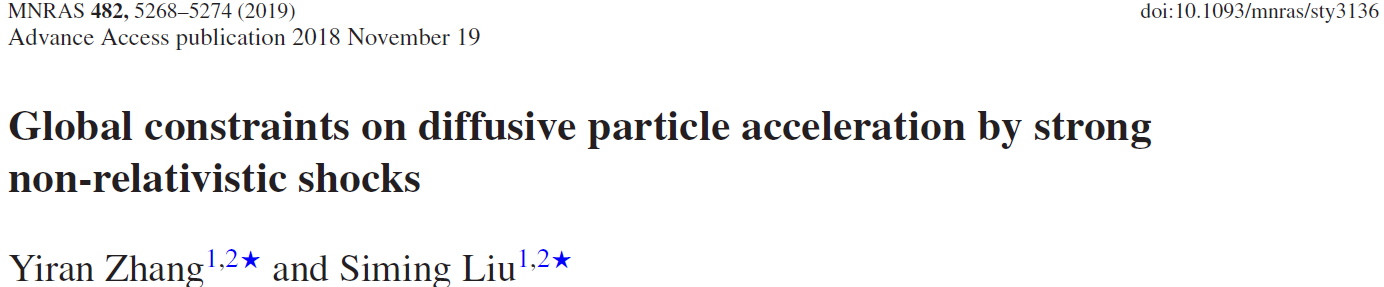 MNRAS 482, 5268–5274 (2019)
doi:10.1093/mnras/sty3136
Advance Access publication 2018 November 19
Global constraints on diffusive particle acceleration by strong
non-relativistic shocks
Yiran Zhang1,2★ and Siming Liu1,2★